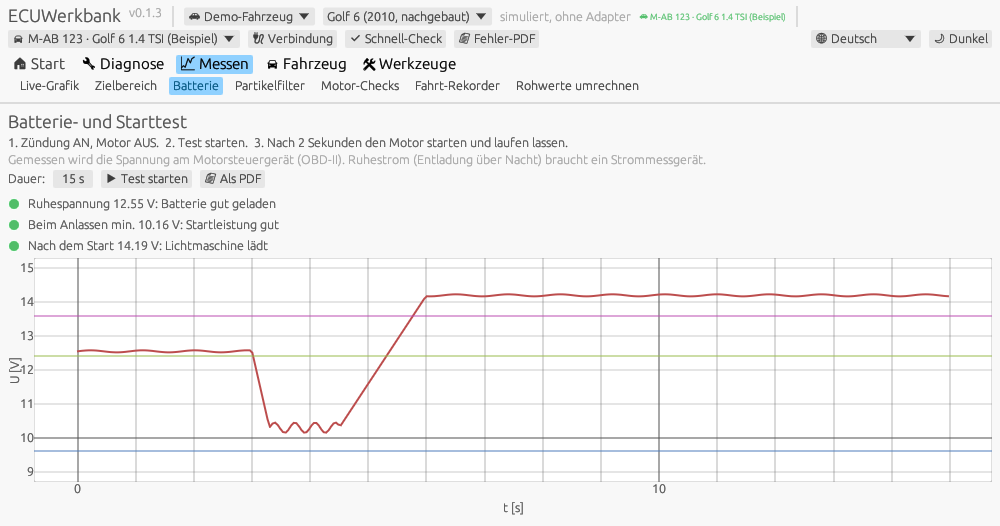 ECUWerkbank v0.1.3 Demo-Fahrzeug Golf 6 (2010, nachgebaut) simuliert, ohne Adapter M-AB 123 · Golf 6 1.4 TSI (Beispiel)
M-AB 123 · Golf 6 1.4 TSI (Beispiel) Verbindung Schnell-Check Fehler-PDF Deutsch Dunkel
Start Diagnose Messen Fahrzeug Werkzeuge
Live-Grafik Zielbereich Batterie Partikelfilter Motor-Checks Fahrt-Rekorder Rohwerte umrechnen
Batterie- und Starttest
1. Zündung AN, Motor AUS. 2. Test starten. 3. Nach 2 Sekunden den Motor starten und laufen lassen.
Gemessen wird die Spannung am Motorsteuergerät (OBD-II). Ruhestrom (Entladung über Nacht) braucht ein Strommessgerät.
Dauer: 15 s Test starten Als PDF
Ruhespannung 12.55 V: Batterie gut geladen
Beim Anlassen min. 10.16 V: Startleistung gut
Nach dem Start 14.19 V: Lichtmaschine lädt
15
14
13
12
11
10
9
U [V]
0 10
t [s]